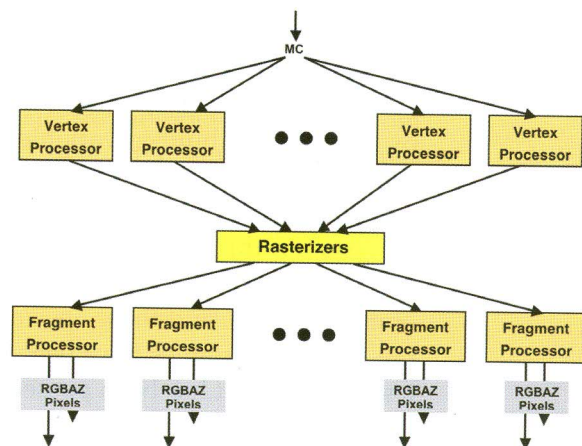 MC
Vertex
Processor
Vertex
Processor
Vertex
Processor
Vertex
Processor
Rasterizers
Fragment
Processor
Fragment
Processor
Fragment
Processor
Fragment
Processor
RGBAZ
Pixels
RGBAZ
Pixels
RGBAZ
Pixels
RGBAZ
Pixels